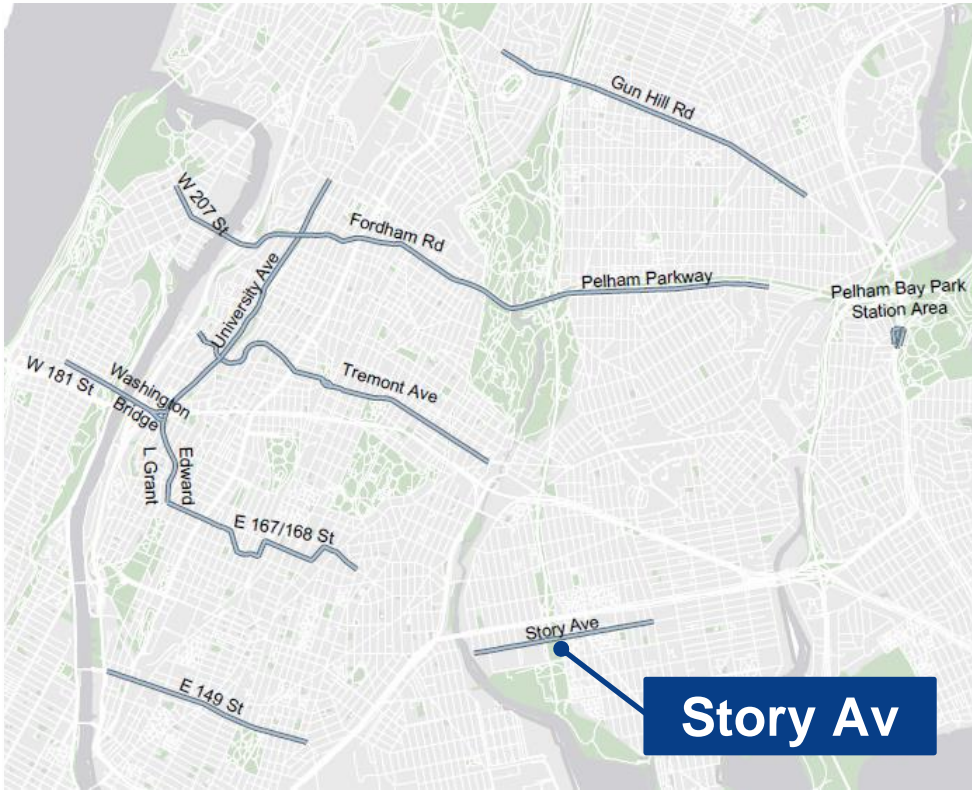 Gun Hill Rd
W 207 St
Fordham Rd
University Ave
Pelham Parkway
Pelham Bay Park
Station Area
Tremont Ave
W 181 St
Washington
Bridge
Edward
L Grant
E 167/168 St
Story Ave
E 149 St
Story Av